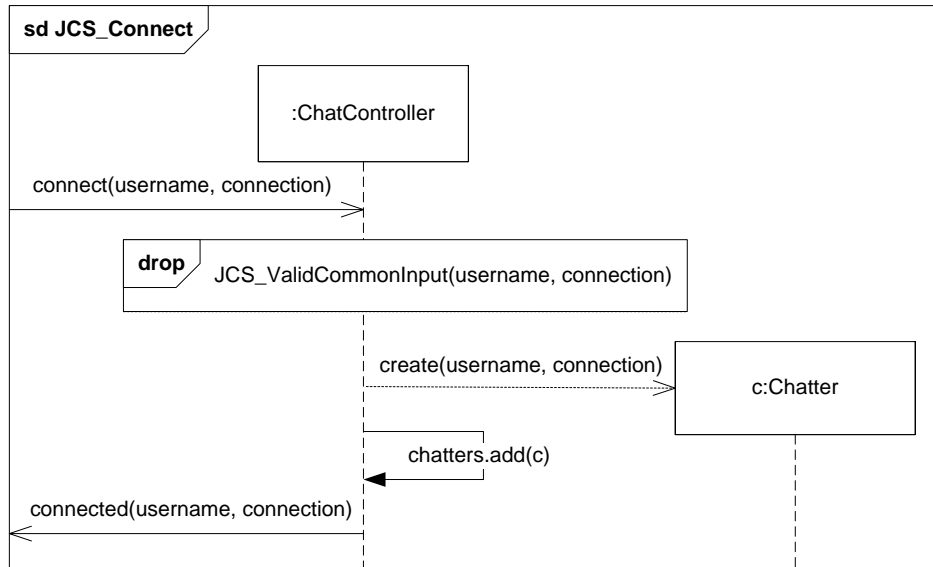 sd JCS_Connect
:ChatController
connect(username, connection)
drop
JCS_ValidCommonInput(username, connection)
create(username, connection)
c:Chatter
chatters.add(c)
connected(username, connection)